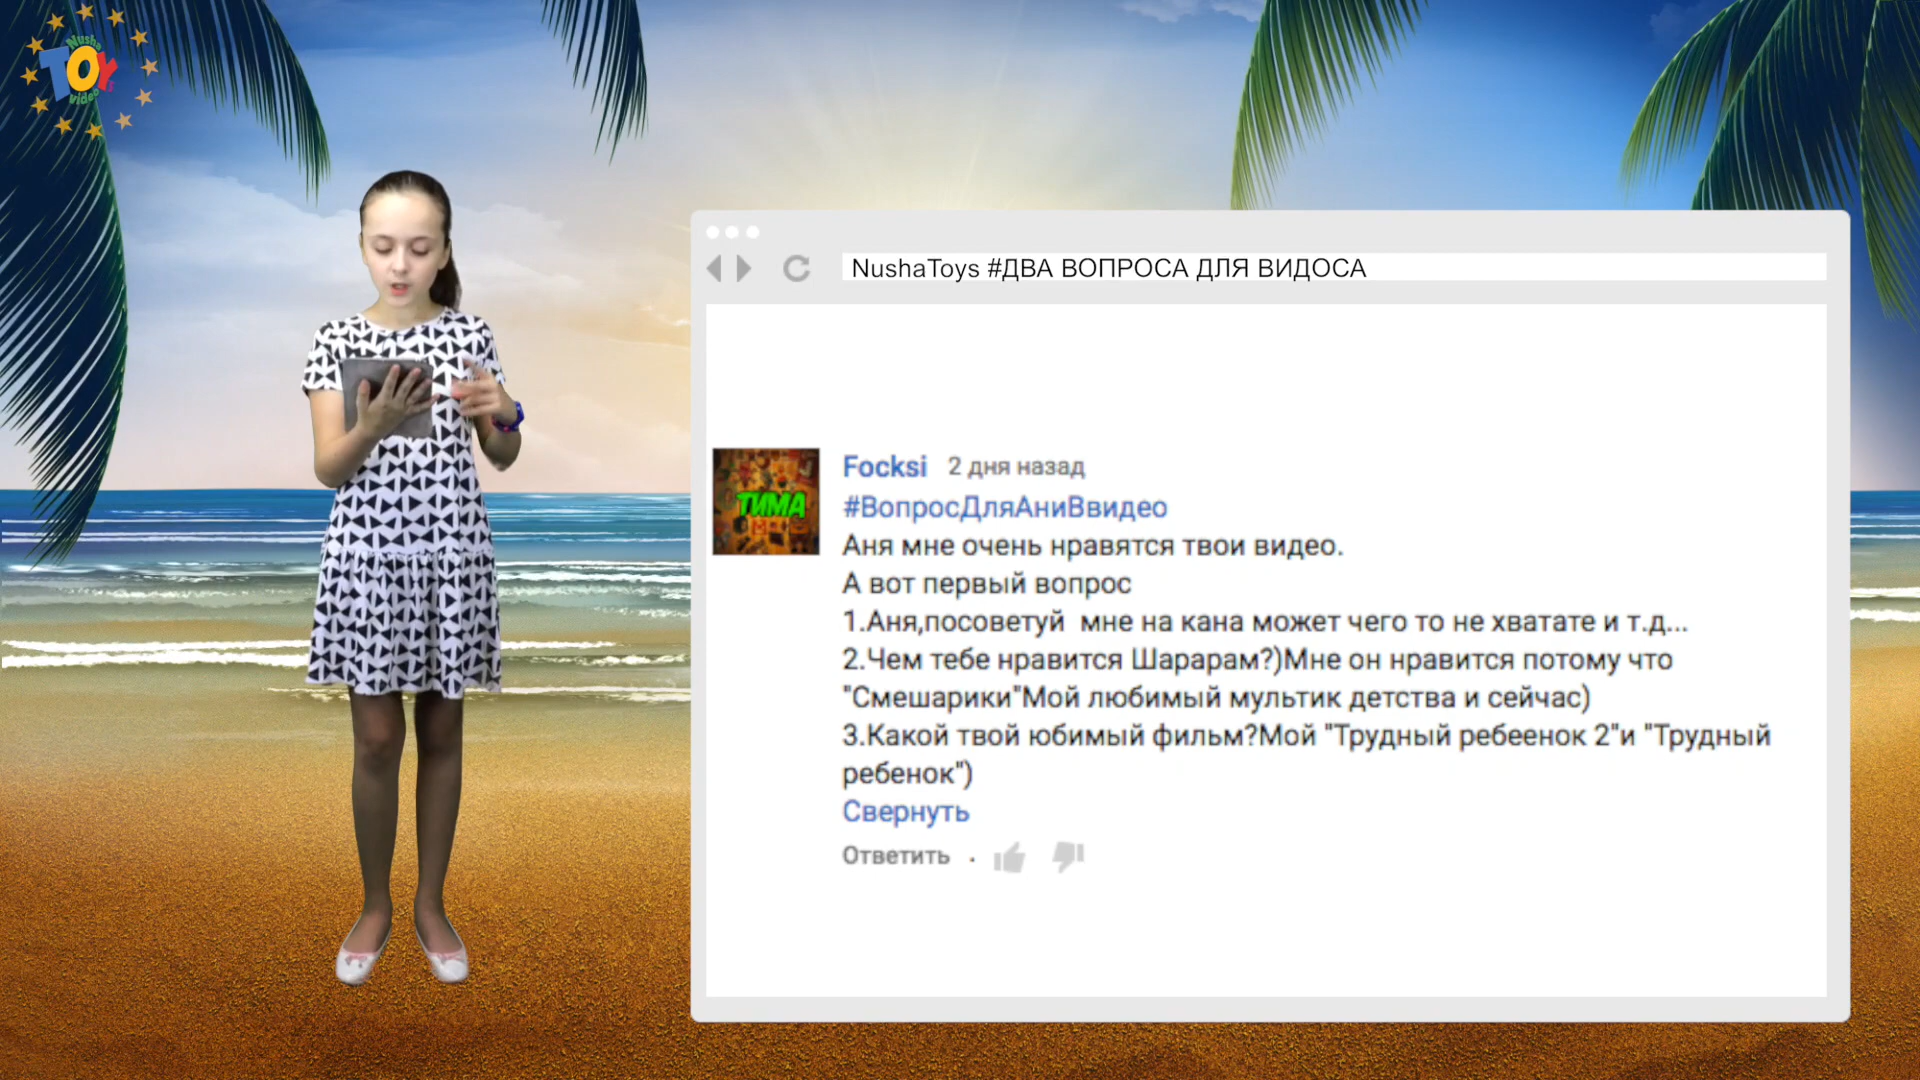 Nusha
TOYs
video
NushaToys #ДВА ВОПРОСА ДЛЯ ВИДОСА
ТИМА
Focksi 2 дня назад
#ВопросДляАниВвидео
Аня мне очень нравятся твои видео.
А вот первый вопрос
1.Аня,посоветуй мне на кана может чего то не хватате и т.д...
2.Чем тебе нравится Шарарам?)Мне он нравится потому что
"Смешарики"Мой любимый мультик детства и сейчас)
3.Какой твой юбимый фильм?Мой "Трудный ребеенок 2"и "Трудный
ребенок")
Свернуть
Ответить